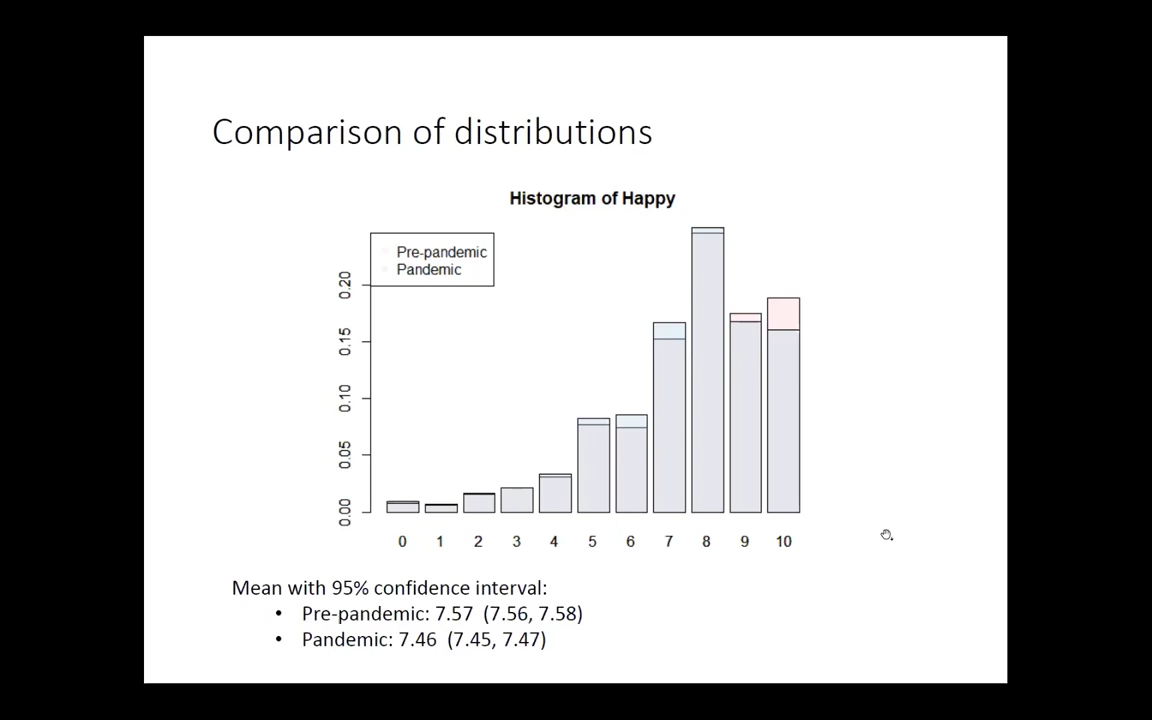 Comparison of distributions
Histogram of Happy
Pre-pandemic
Pandemic
0.20
0.15
0.10
0.05
0.00
0 1 2 3 4 5 6 7 8 9 10
Mean with 95% confidence interval:
• Pre-pandemic: 7.57 (7.56, 7.58)
• Pandemic: 7.46 (7.45, 7.47)